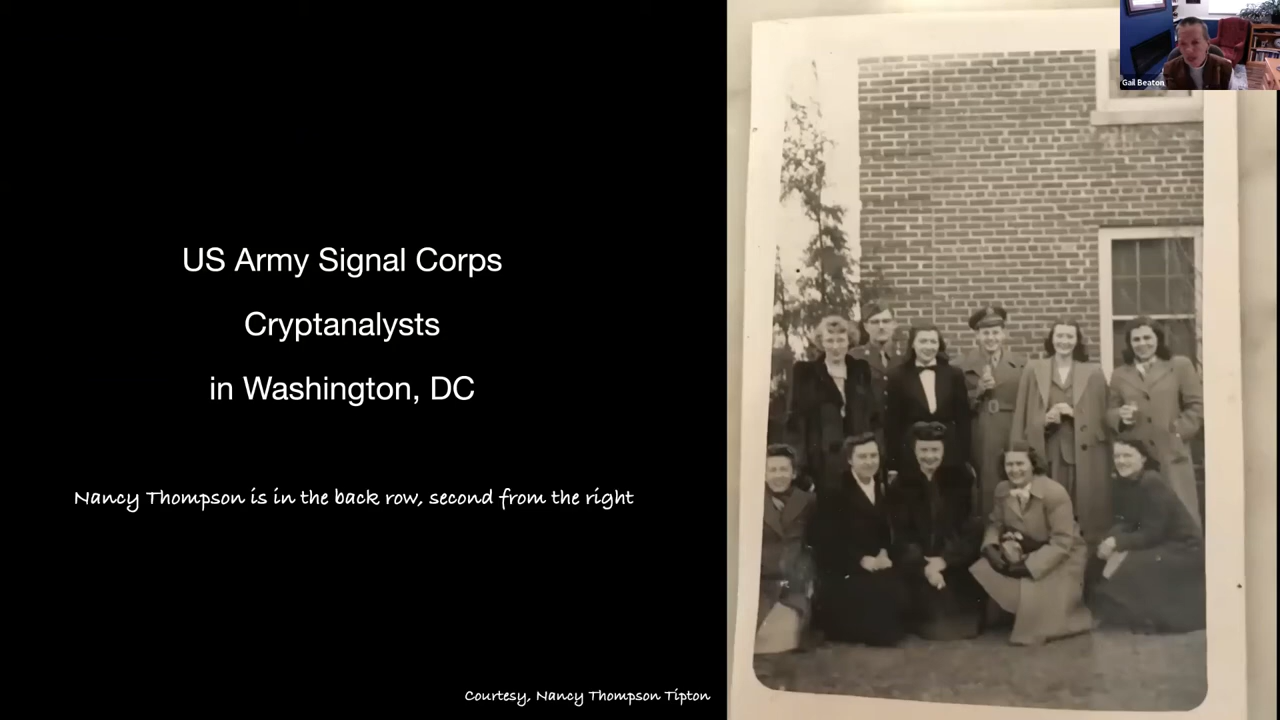 Gail Beaton
US Army Signal Corps
Cryptanalysts
in Washington, DC
Nancy Thompson is in the back row, second from the right
Courtesy, Nancy Thompson Tipton